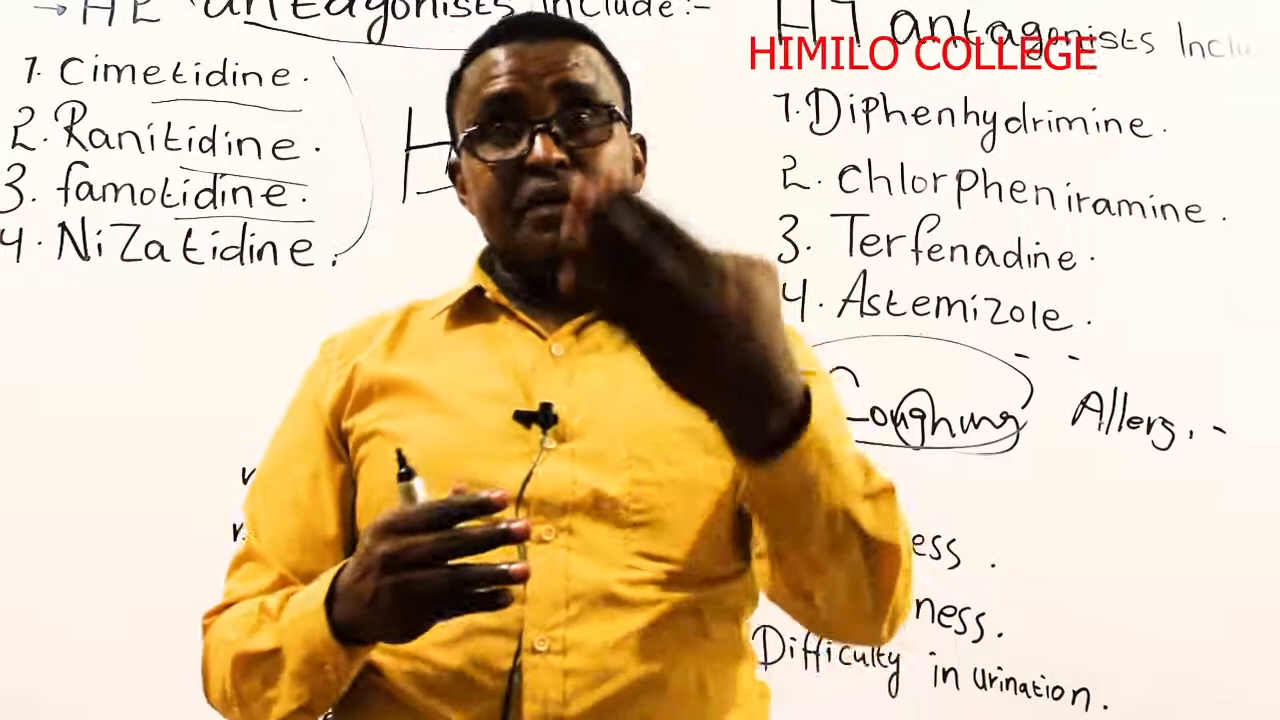 → H2 antagonists include:-
1. Cimetidine.
2. Ranitidine.
3. famotidine.
4. NiZatidine.
H
H1 antagonists Inclu
HIMILO COLLEGE
1. Diphenhydrimine.
2. Chlorpheniramine.
3. Terfenadine.
4. Astemizole.
Coughung Allerg. -
ess.
ness.
Difficulty in urination.